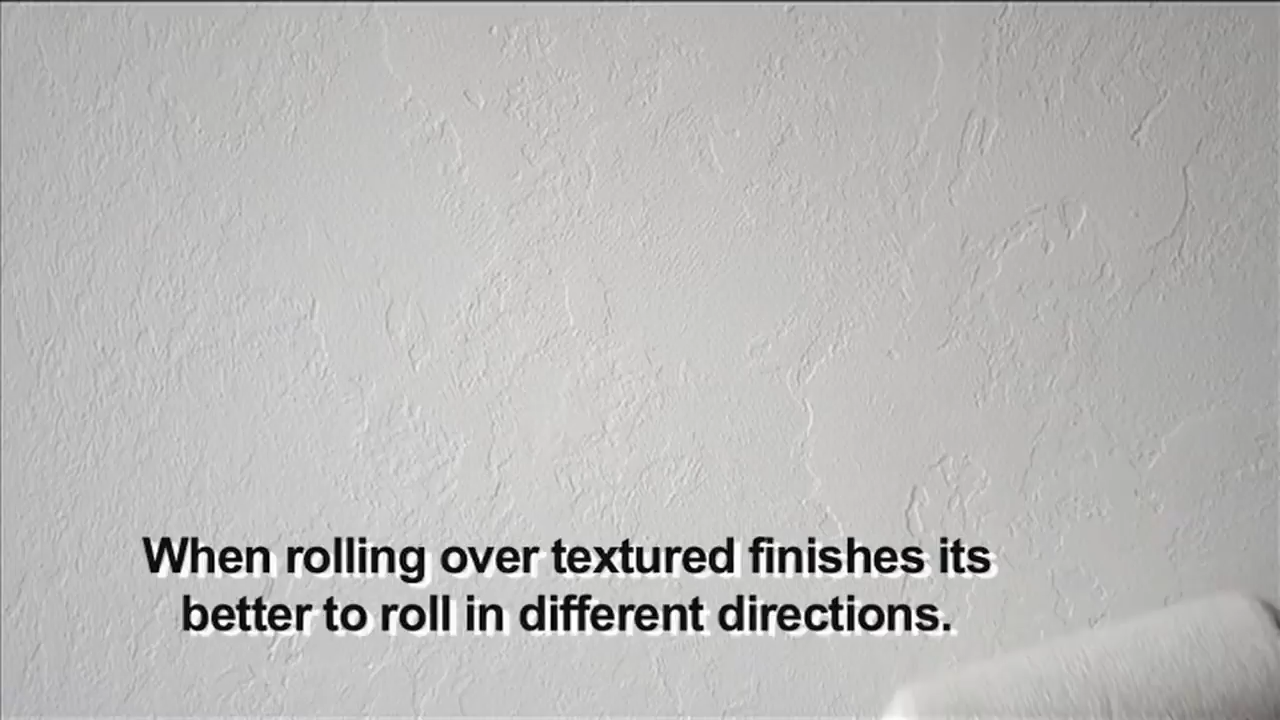 When rolling over textured finishes its
better to roll in different directions.